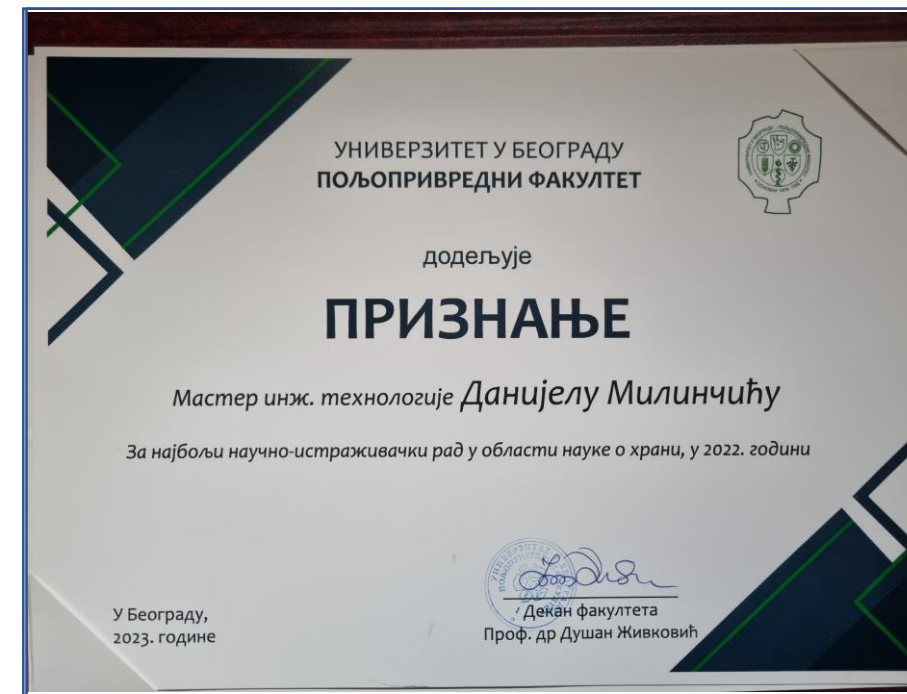 УНИВЕРЗИТЕТ У БЕОГРАДУ
ПОЉОПРИВРЕДНИ ФАКУЛТЕТ
додељује
ПРИЗНАЊЕ
Мастер инж. технологије Данијелу Милинчићу
За најбољи научно-истраживачки рад у области науке о храни, у 2022. години
У Београду,
2023. године
Декан факултета
Проф. др Душан Живковић